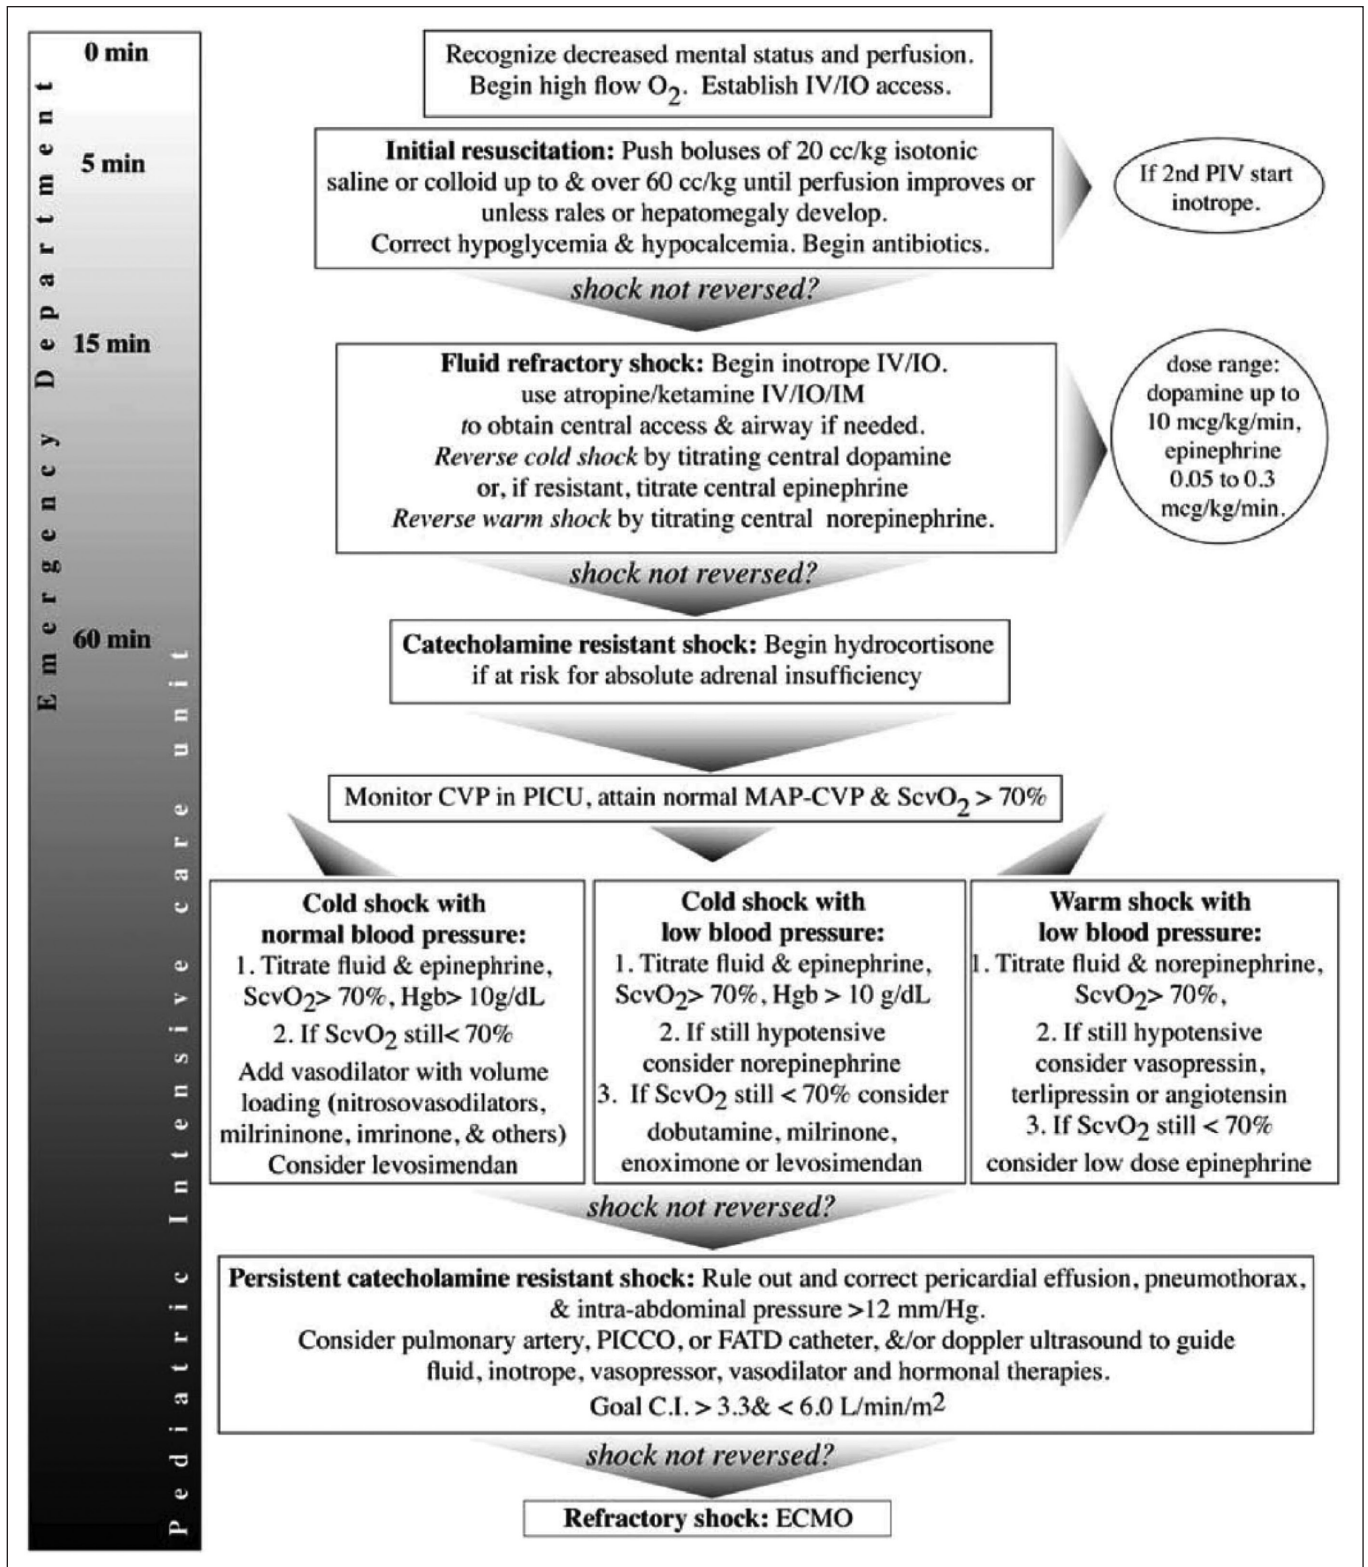 0 min
5 min
15 min
60 min
Emergency Department
Pediatric Intensive care unit
Recognize decreased mental status and perfusion.
Begin high flow O2. Establish IV/IO access.
Initial resuscitation: Push boluses of 20 cc/kg isotonic
saline or colloid up to & over 60 cc/kg until perfusion improves or
unless rales or hepatomegaly develop.
Correct hypoglycemia & hypocalcemia. Begin antibiotics.
If 2nd PIV start
inotrope.
shock not reversed?
Fluid refractory shock: Begin inotrope IV/IO.
use atropine/ketamine IV/IO/IM
to obtain central access & airway if needed.
Reverse cold shock by titrating central dopamine
or, if resistant, titrate central epinephrine
Reverse warm shock by titrating central norepinephrine.
dose range:
dopamine up to
10 mcg/kg/min,
epinephrine
0.05 to 0.3
mcg/kg/min.
shock not reversed?
Catecholamine resistant shock: Begin hydrocortisone
if at risk for absolute adrenal insufficiency
Monitor CVP in PICU, attain normal MAP-CVP & ScvO2 > 70%
Cold shock with
normal blood pressure:
1. Titrate fluid & epinephrine,
ScvO2> 70%, Hgb> 10g/dL
2. If ScvO2 still< 70%
Add vasodilator with volume
loading (nitrosovasodilators,
milrininone, imrinone, & others)
Consider levosimendan
Cold shock with
low blood pressure:
1. Titrate fluid & epinephrine,
ScvO2> 70%, Hgb > 10 g/dL
2. If still hypotensive
consider norepinephrine
3. If ScvO2 still < 70% consider
dobutamine, milrinone,
enoximone or levosimendan
Warm shock with
low blood pressure:
1. Titrate fluid & norepinephrine,
ScvO2> 70%,
2. If still hypotensive
consider vasopressin,
terlipressin or angiotensin
3. If ScvO2 still < 70%
consider low dose epinephrine
shock not reversed?
Persistent catecholamine resistant shock: Rule out and correct pericardial effusion, pneumothorax,
& intra-abdominal pressure >12 mm/Hg.
Consider pulmonary artery, PICCO, or FATD catheter, &/or doppler ultrasound to guide
fluid, inotrope, vasopressor, vasodilator and hormonal therapies.
Goal C.I. > 3.3& < 6.0 L/min/m2
shock not reversed?
Refractory shock: ECMO